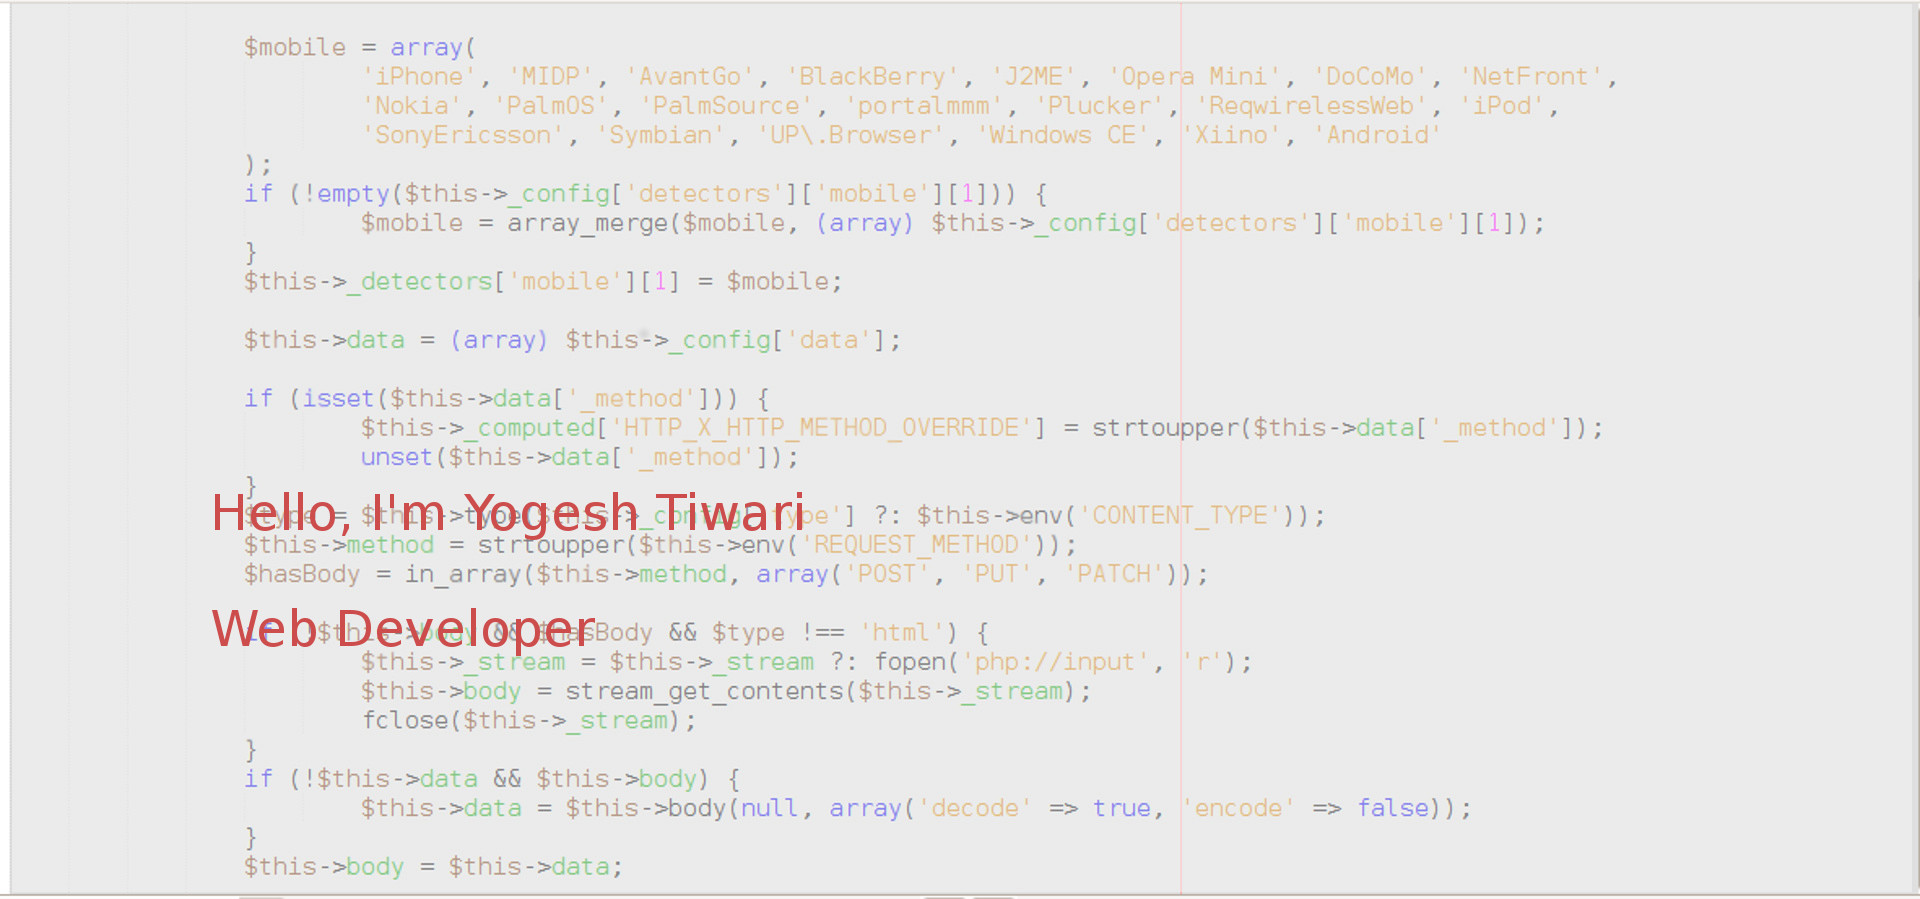 $mobile = array(
'iPhone', 'MIDP', 'AvantGo', 'BlackBerry', 'J2ME', 'Opera Mini', 'DoCoMo', 'NetFront',
'Nokia', 'PalmOS', 'PalmSource', 'portalmmm', 'Plucker', 'ReqwirelessWeb', 'iPod',
'SonyEricsson', 'Symbian', 'UP\.Browser', 'Windows CE', 'Xiino', 'Android'
);
if (!empty($this->_config['detectors']['mobile'][1])) {
$mobile = array_merge($mobile, (array) $this->_config['detectors']['mobile'][1]);
}
$this->_detectors['mobile'][1] = $mobile;
$this->data = (array) $this->_config['data'];
if (isset($this->data['_method'])) {
$this->_computed['HTTP_X_HTTP_METHOD_OVERRIDE'] = strtoupper($this->data['_method']);
unset($this->data['_method']);
}
Hello, I'm Yogesh Tiwari
$type = $this->type($this->_config['type'] ?: $this->env('CONTENT_TYPE'));
$this->method = strtoupper($this->env('REQUEST_METHOD'));
$hasBody = in_array($this->method, array('POST', 'PUT', 'PATCH'));
Web Developer
if (!$this->body && $hasBody && $type !== 'html') {
$this->_stream = $this->_stream ?: fopen('php://input', 'r');
$this->body = stream_get_contents($this->_stream);
fclose($this->_stream);
}
if (!$this->data && $this->body) {
$this->data = $this->body(null, array('decode' => true, 'encode' => false));
}
$this->body = $this->data;